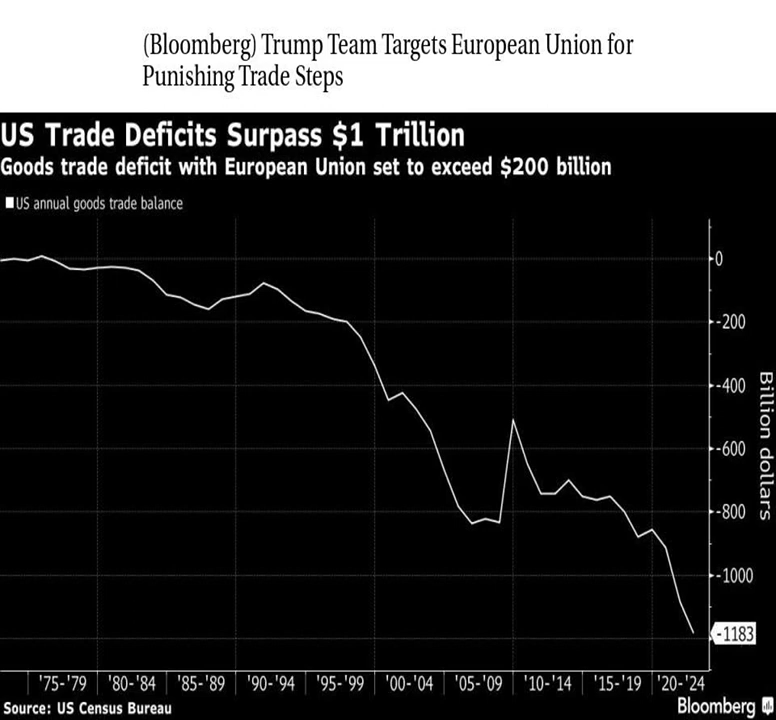 (Bloomberg) Trump Team Targets European Union for
Punishing Trade Steps
US Trade Deficits Surpass $1 Trillion
Goods trade deficit with European Union set to exceed $200 billion
US annual goods trade balance
0
-200
-400
-600
-800
-1000
-1183
Billion dollars
'75-'79 '80-'84 '85-'89 '90-'94 '95-'99 '00-'04 '05-'09 '10-'14 '15-'19 '20-'24
Source: US Census Bureau
Bloomberg